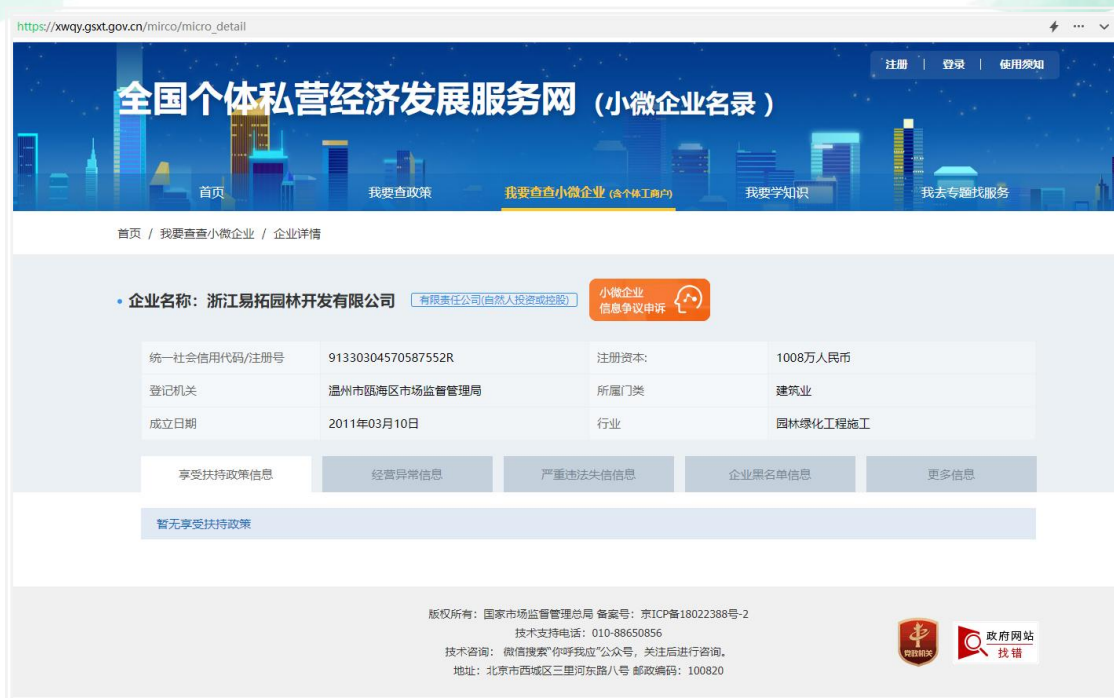 https://xwqy.gsxt.gov.cn/mirco/micro_detail
注册 | 登录 | 使用须知
全国个体私营经济发展服务网（小微企业名录）
首页 我要查政策 我要查查小微企业 (含个体工商户) 我要学知识 我去专题找服务
首页 / 我要查查小微企业 / 企业详情
企业名称：浙江易拓园林开发有限公司 有限责任公司(自然人投资或控股) 小微企业
信息争议申诉
统一社会信用代码/注册号 91330304570587552R 注册资本: 1008万人民币
登记机关 温州市瓯海区市场监督管理局 所属门类 建筑业
成立日期 2011年03月10日 行业 园林绿化工程施工
享受扶持政策信息 经营异常信息 严重违法失信信息 企业黑名单信息 更多信息
暂无享受扶持政策
版权所有：国家市场监督管理总局 备案号：京ICP备18022388号-2
技术支持电话：010-88650856
技术咨询： 微信搜索“你呼我应”公众号，关注后进行咨询。
地址：北京市西城区三里河东路八号 邮政编码：100820
党政机关
政府网站
找错